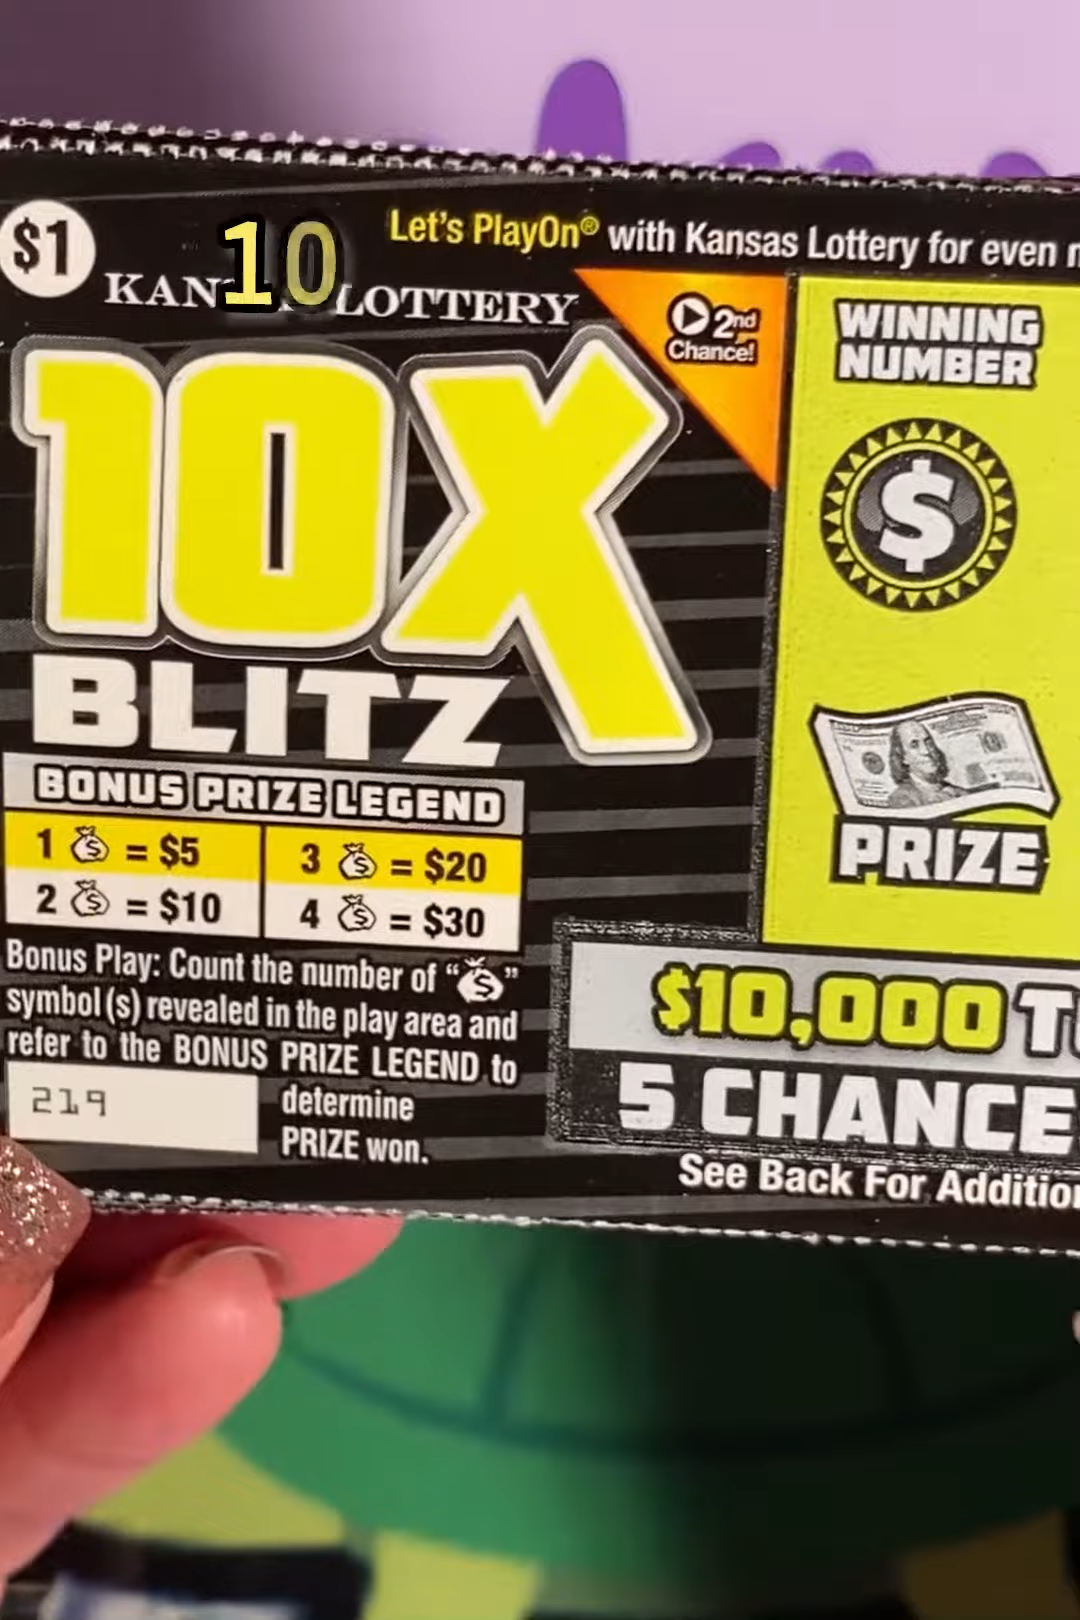 $1
10
Let's PlayOn® with Kansas Lottery for even
LOTTERY
10X
BLITZ
2nd
Chance!
WINNING
NUMBER
$
PRIZE
BONUS PRIZE LEGEND
1 $ = $5
3 $ = $20
2 $ = $10
4 $ = $30
Bonus Play: Count the number of “$”
symbol(s) revealed in the play area and
refer to the BONUS PRIZE LEGEND to
determine
PRIZE won.
219
$10,000
5 CHANCE
See Back For